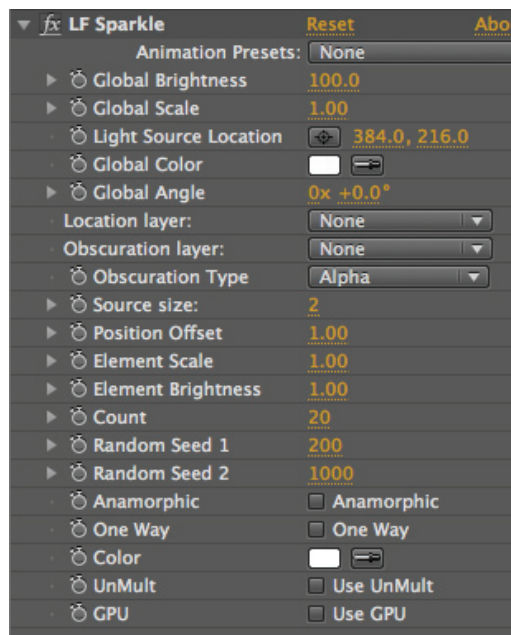 fx LF Sparkle Reset Abo
Animation Presets: None
Global Brightness 100.0
Global Scale 1.00
Light Source Location 384.0, 216.0
Global Color
Global Angle 0x +0.0°
Location layer: None
Obscuration layer: None
Obscuration Type Alpha
Source size: 2
Position Offset 1.00
Element Scale 1.00
Element Brightness 1.00
Count 20
Random Seed 1 200
Random Seed 2 1000
Anamorphic Anamorphic
One Way One Way
Color
UnMult Use UnMult
GPU Use GPU